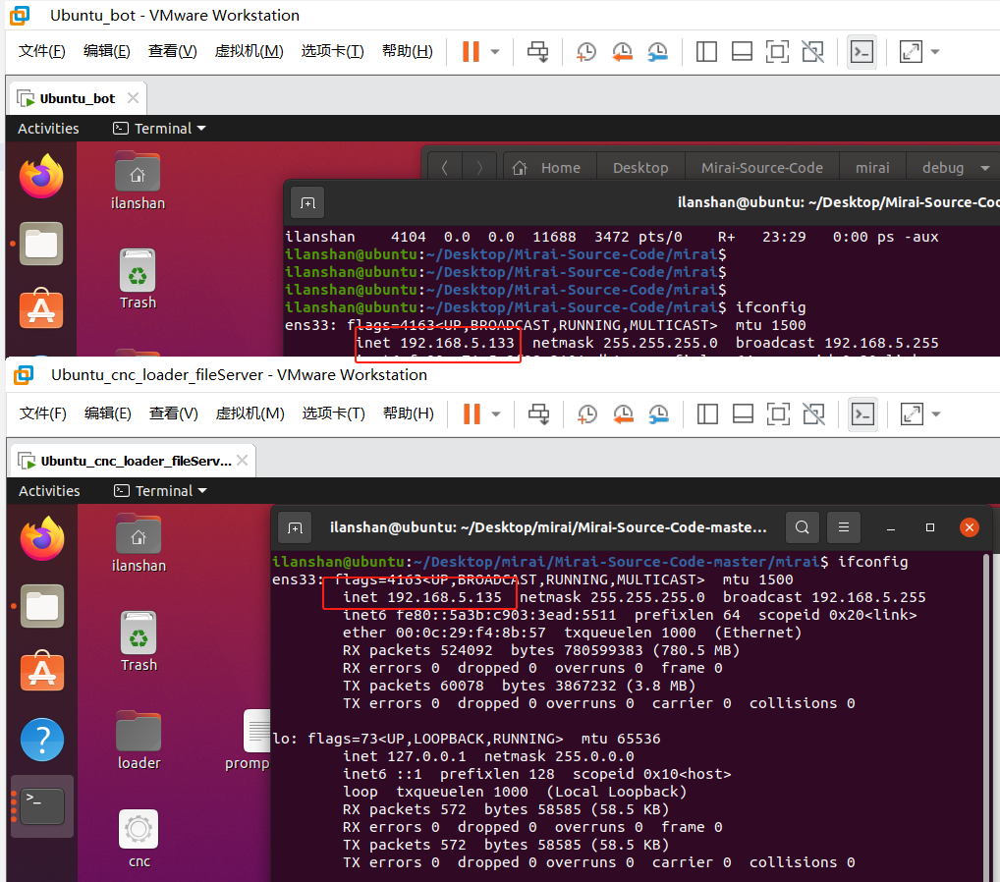 Ubuntu_bot - VMware Workstation
文件(F) 编辑(E) 查看(V) 虚拟机(M) 选项卡(T) 帮助(H)
Ubuntu_bot
Activities Terminal
Home Desktop Mirai-Source-Code mirai debug
ilanshan
Trash
ilanshan@ubuntu: ~/Desktop/Mirai-Source-Co
ilanshan 4104 0.0 0.0 11688 3472 pts/0 R+ 23:29 0:00 ps -aux
ilanshan@ubuntu:~/Desktop/Mirai-Source-Code/mirai$
ilanshan@ubuntu:~/Desktop/Mirai-Source-Code/mirai$
ilanshan@ubuntu:~/Desktop/Mirai-Source-Code/mirai$
ilanshan@ubuntu:~/Desktop/Mirai-Source-Code/mirai$ ifconfig
ens33: flags=4163<UP,BROADCAST,RUNNING,MULTICAST> mtu 1500
inet 192.168.5.133 netmask 255.255.255.0 broadcast 192.168.5.255
Ubuntu_cnc_loader_fileServer - VMware Workstation
文件(F) 编辑(E) 查看(V) 虚拟机(M) 选项卡(T) 帮助(H)
Ubuntu_cnc_loader_fileServ...
Activities Terminal
ilanshan
Trash
loader
promp
cnc
ilanshan@ubuntu: ~/Desktop/mirai/Mirai-Source-Code-maste...
ilanshan@ubuntu:~/Desktop/mirai/Mirai-Source-Code-master/mirai$ ifconfig
ens33: flags=4163<UP,BROADCAST,RUNNING,MULTICAST> mtu 1500
inet 192.168.5.135 netmask 255.255.255.0 broadcast 192.168.5.255
inet6 fe80::5a3b:c903:3ead:5511 prefixlen 64 scopeid 0x20<link>
ether 00:0c:29:f4:8b:57 txqueuelen 1000 (Ethernet)
RX packets 524092 bytes 780599383 (780.5 MB)
RX errors 0 dropped 0 overruns 0 frame 0
TX packets 60078 bytes 3867232 (3.8 MB)
TX errors 0 dropped 0 overruns 0 carrier 0 collisions 0
lo: flags=73<UP,LOOPBACK,RUNNING> mtu 65536
inet 127.0.0.1 netmask 255.0.0.0
inet6 ::1 prefixlen 128 scopeid 0x10<host>
loop txqueuelen 1000 (Local Loopback)
RX packets 572 bytes 58585 (58.5 KB)
RX errors 0 dropped 0 overruns 0 frame 0
TX packets 572 bytes 58585 (58.5 KB)
TX errors 0 dropped 0 overruns 0 carrier 0 collisions 0